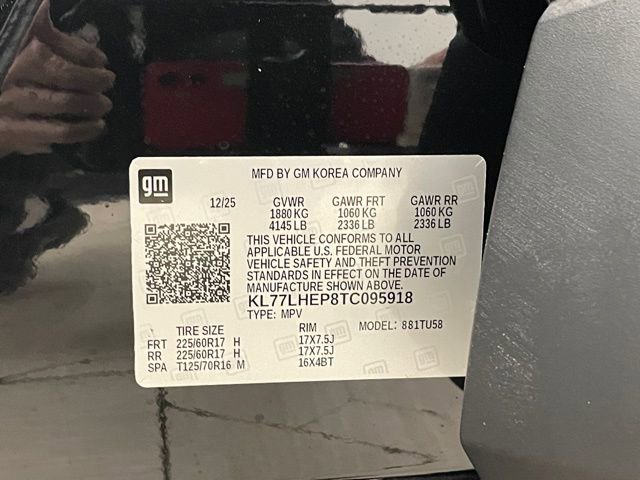 gm
MFD BY GM KOREA COMPANY
12/25 GVWR GAWR FRT GAWR RR
1880 KG 1060 KG 1060 KG
4145 LB 2336 LB 2336 LB
THIS VEHICLE CONFORMS TO ALL
APPLICABLE U.S. FEDERAL MOTOR
VEHICLE SAFETY AND THEFT PREVENTION
STANDARDS IN EFFECT ON THE DATE OF
MANUFACTURE SHOWN ABOVE.
KL77LHEP8TC095918
TYPE: MPV
TIRE SIZE RIM MODEL: 881TU58
FRT 225/60R17 H 17X7.5J
RR 225/60R17 H 17X7.5J
SPA T125/70R16 M 16X4BT